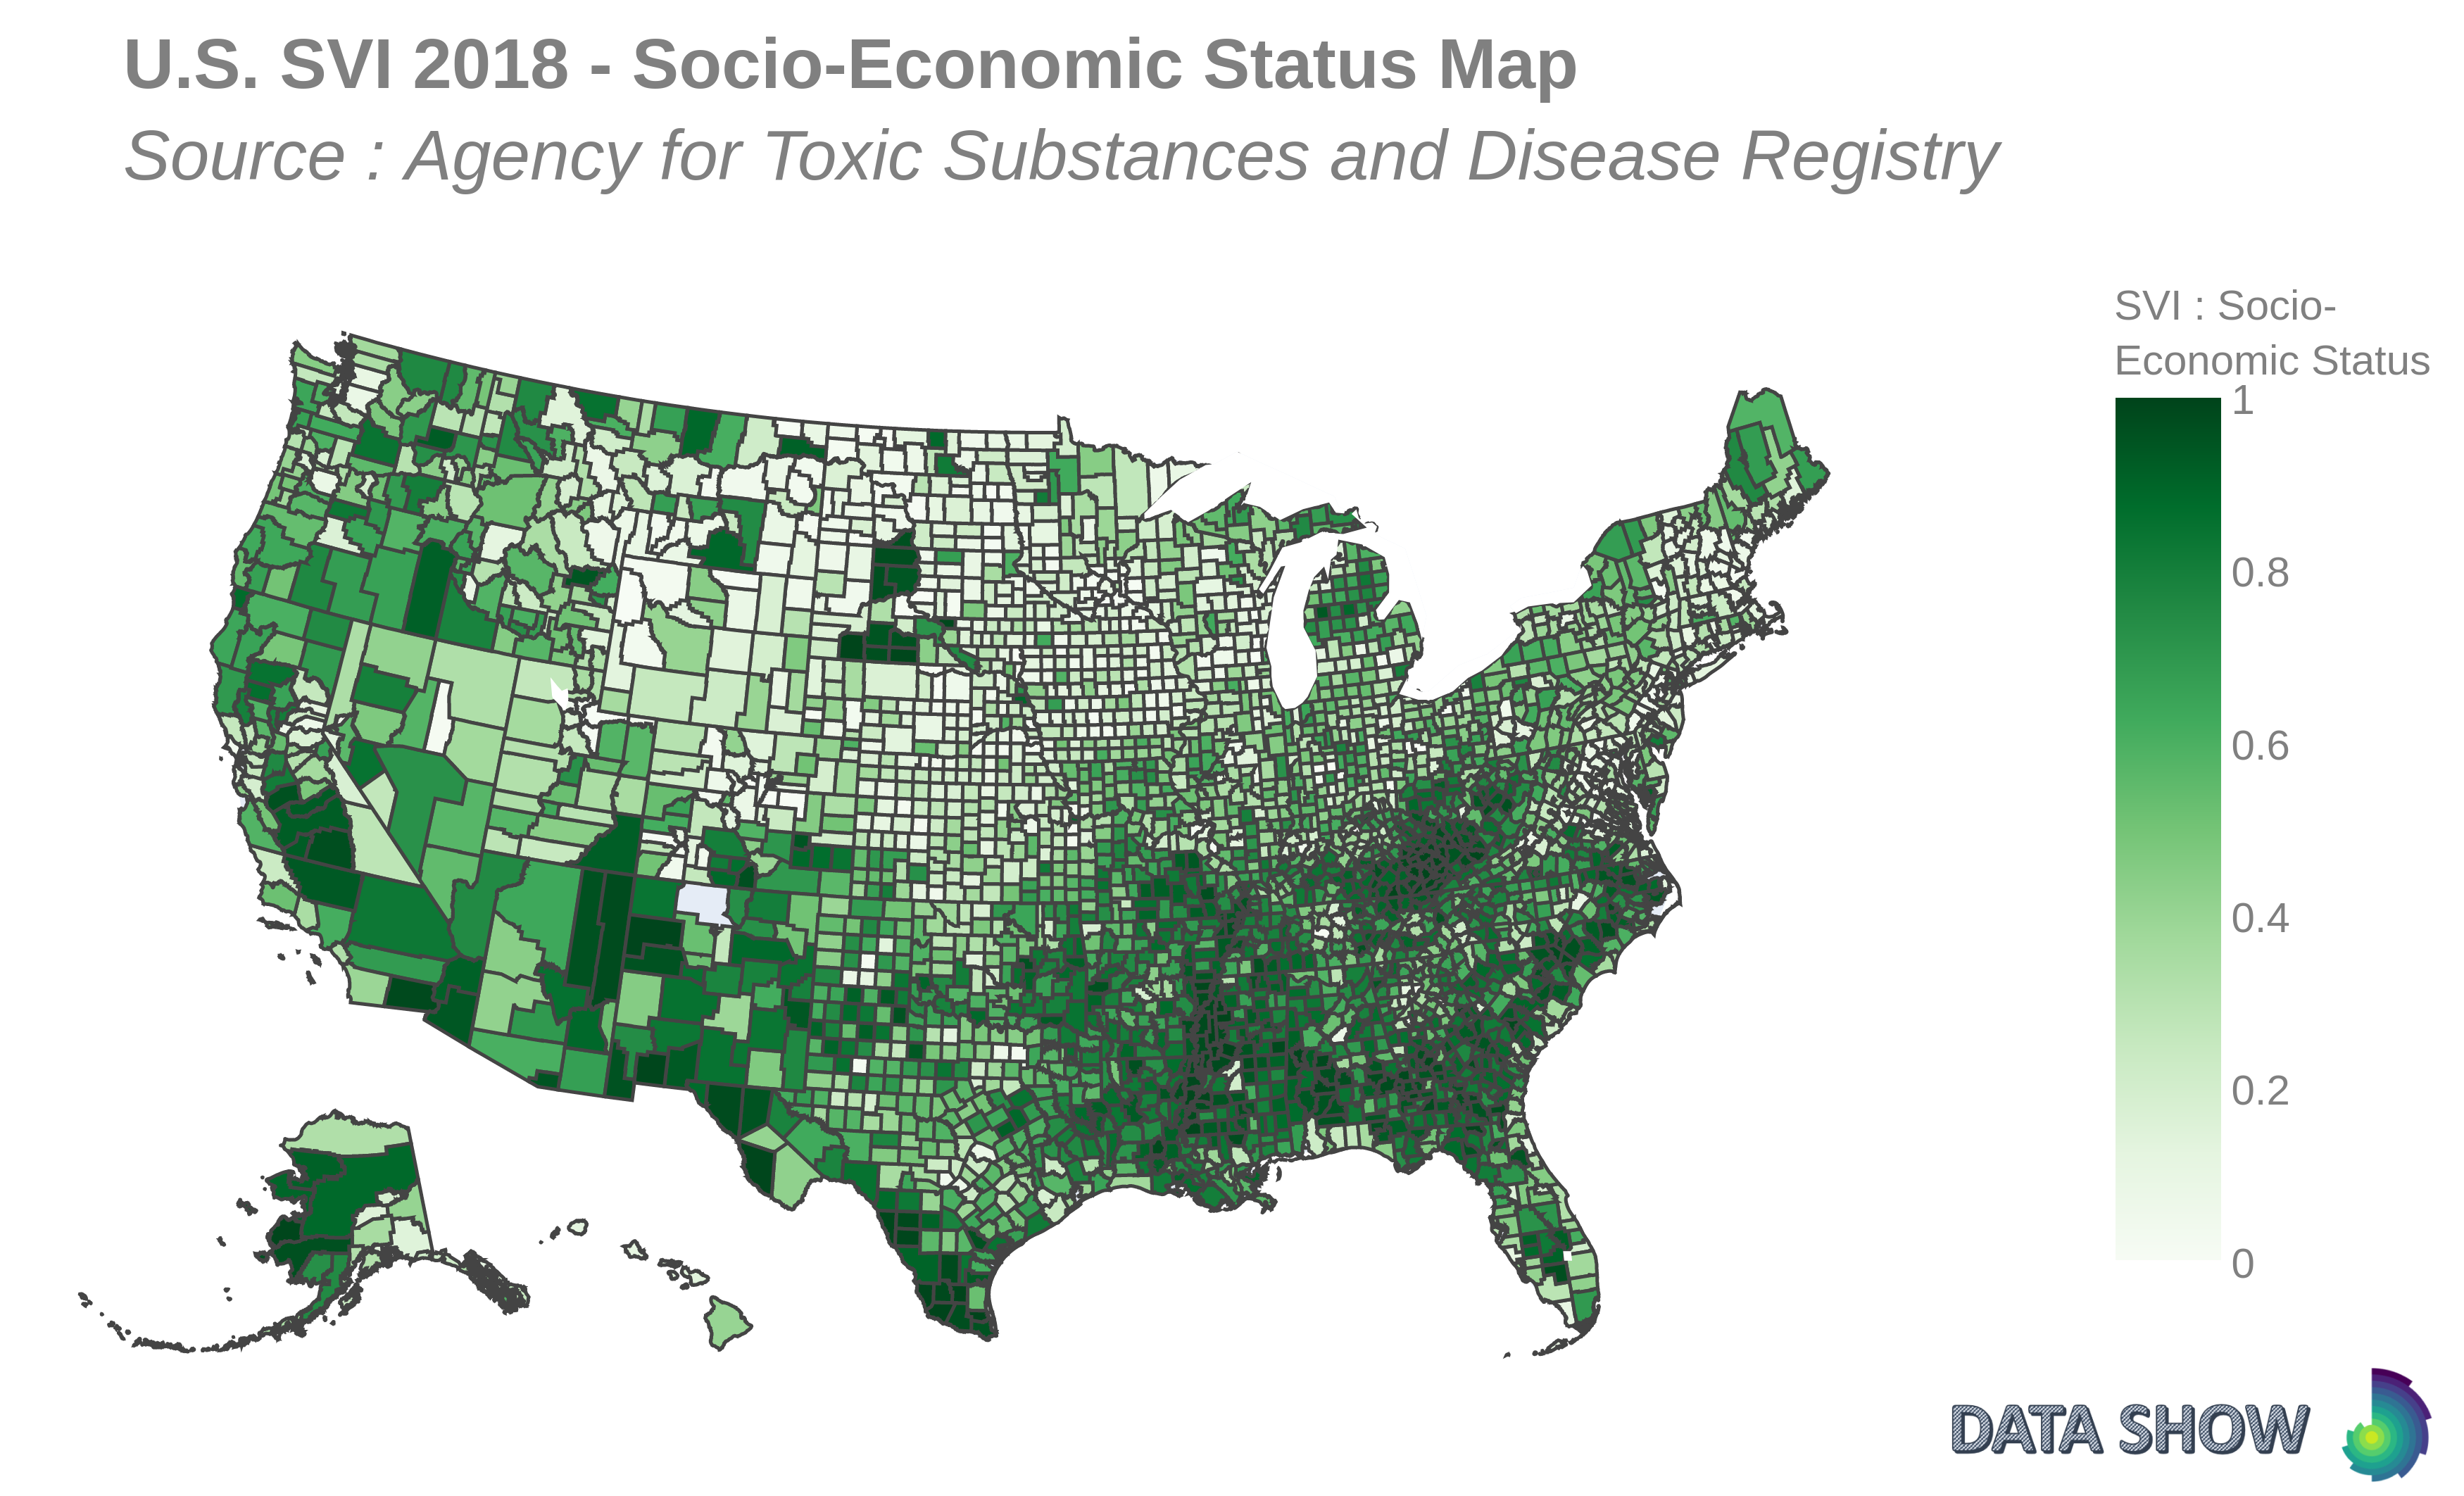 U.S. SVI 2018 - Socio-Economic Status Map
Source : Agency for Toxic Substances and Disease Registry
SVI : Socio-
Economic Status
1
0.8
0.6
0.4
0.2
0
DATA SHOW